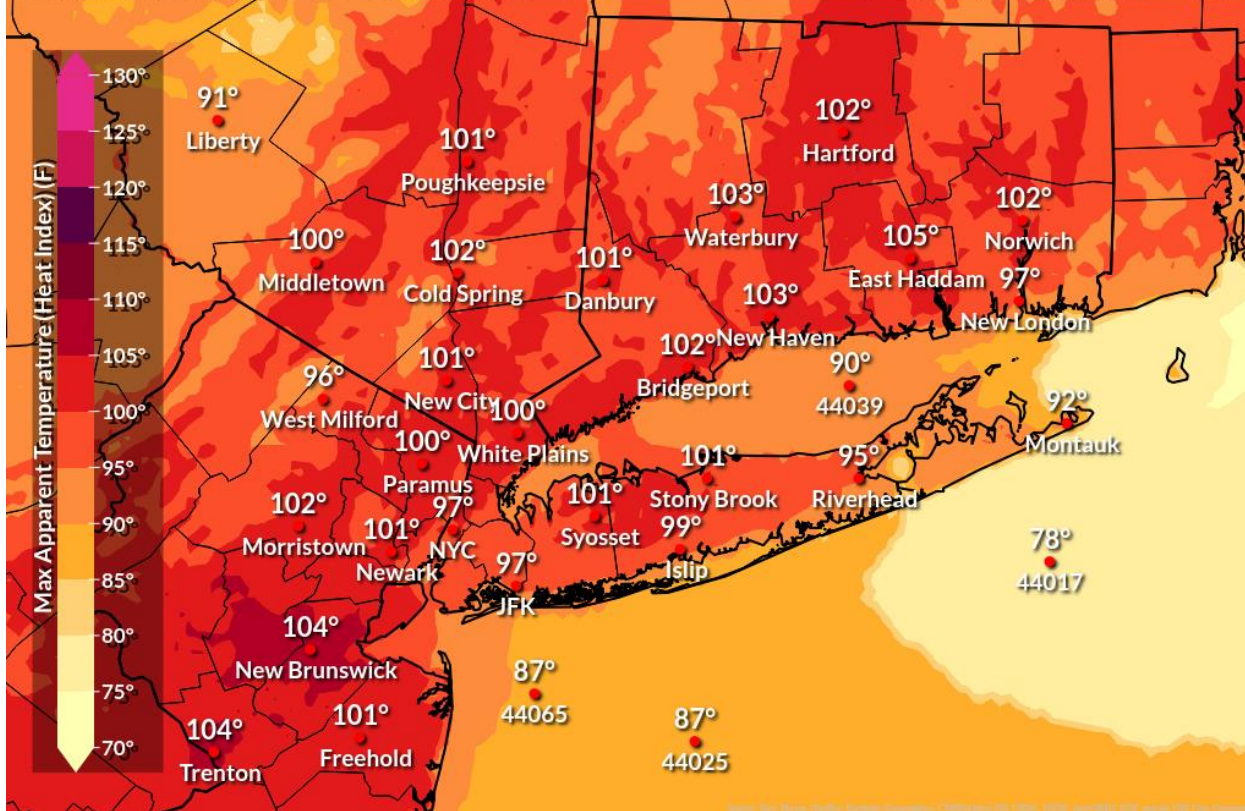 Max Apparent Temperature (Heat Index) (F)
130°
125°
120°
115°
110°
105°
100°
95°
90°
85°
80°
75°
70°
91°
Liberty
101°
Poughkeepsie
102°
Hartford
103°
Waterbury
102°
Norwich
100°
Middletown
102°
Cold Spring
101°
Danbury
105°
East Haddam
97°
New London
103°
New Haven
102°
Bridgeport
90°
44039
96°
West Milford
101°
New City
100°
White Plains
92°
Montauk
100°
Paramus
101°
Stony Brook
95°
Riverhead
102°
Morristown
101°
Newark
97°
NYC
101°
Syosset
99°
Islip
97°
JFK
78°
44017
104°
New Brunswick
87°
44065
104°
Trenton
101°
Freehold
87°
44025